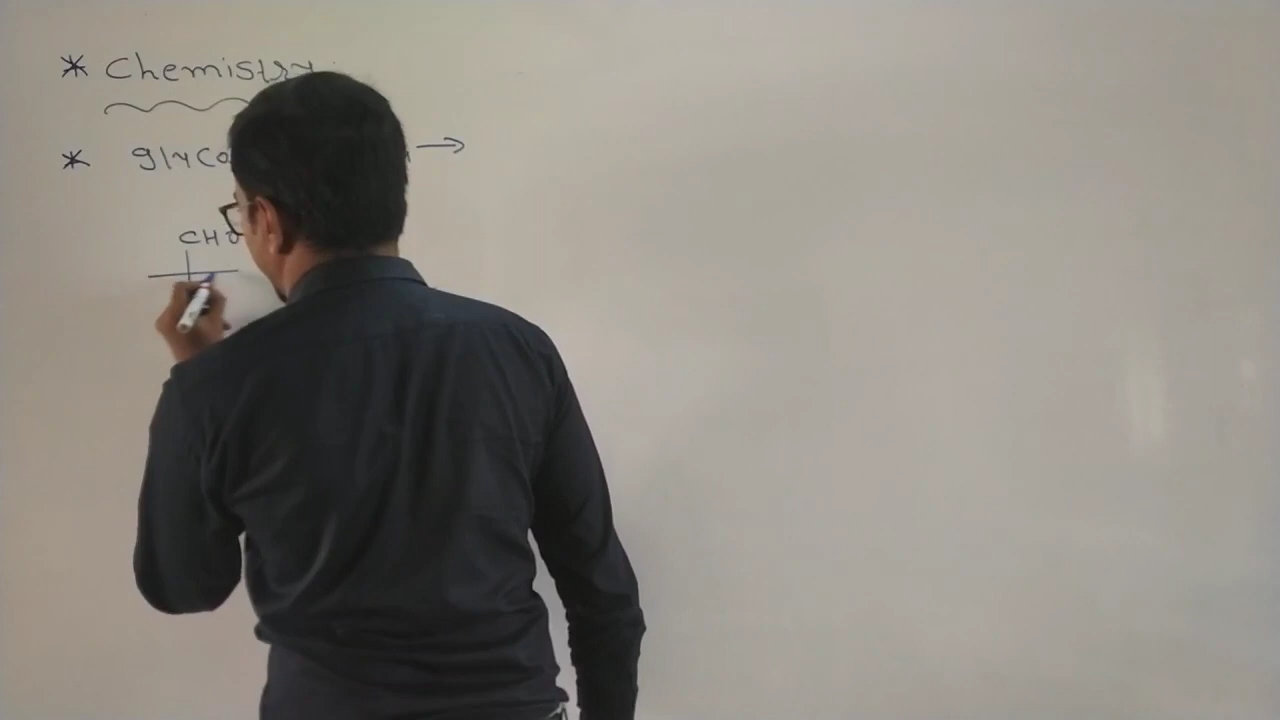 * Chemistry
* glyco →
CHO